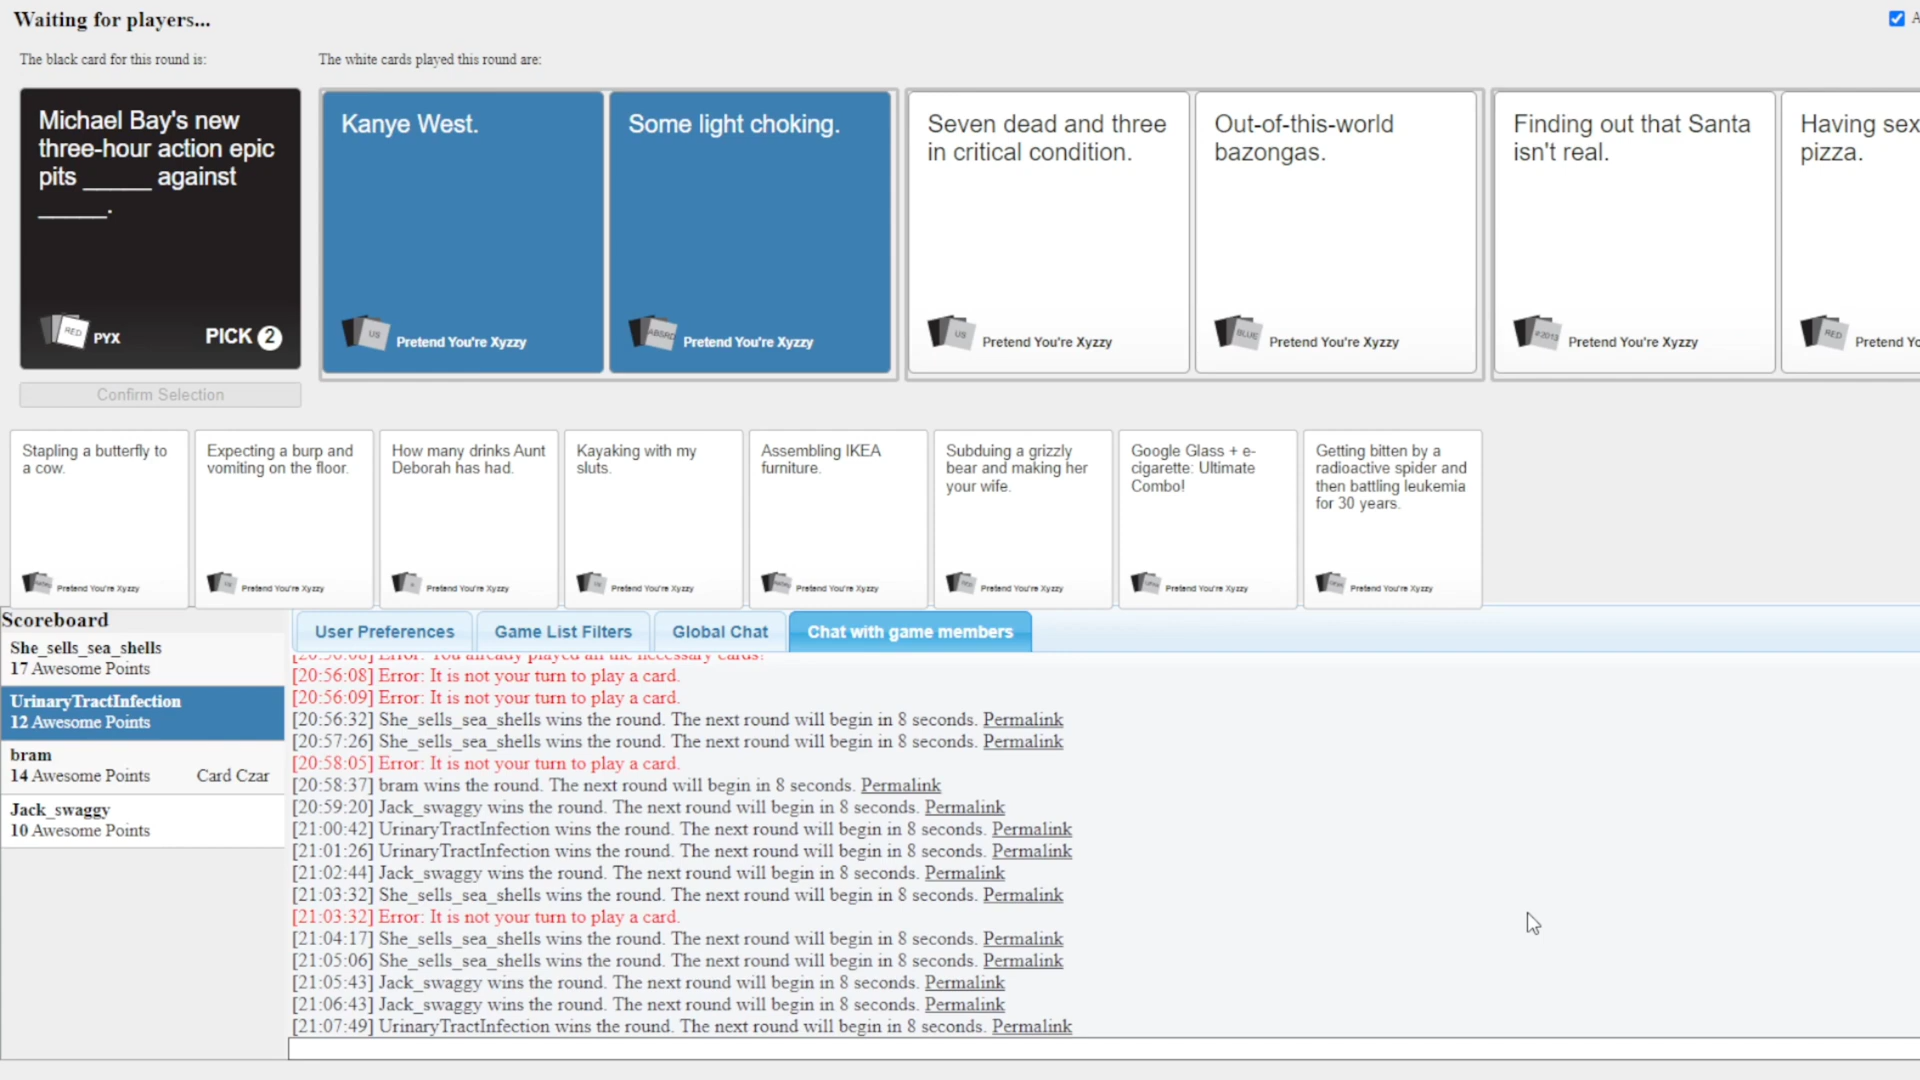 Waiting for players...
A
The black card for this round is:
The white cards played this round are:
Michael Bay's new
three-hour action epic
pits _____ against
_____.
RED
PYX
PICK 2
Kanye West.
US
Pretend You're Xyzzy
Some light choking.
ABSRD
Pretend You're Xyzzy
Seven dead and three
in critical condition.
US
Pretend You're Xyzzy
Out-of-this-world
bazongas.
BLUE
Pretend You're Xyzzy
Finding out that Santa
isn't real.
Pretend You're Xyzzy
Having sex
pizza.
RED
Pretend Yo
Confirm Selection
Stapling a butterfly to
a cow.
Pretend You're Xyzzy
Expecting a burp and
vomiting on the floor.
Pretend You're Xyzzy
How many drinks Aunt
Deborah has had.
Pretend You're Xyzzy
Kayaking with my
sluts.
Pretend You're Xyzzy
Assembling IKEA
furniture.
Pretend You're Xyzzy
Subduing a grizzly
bear and making her
your wife.
Pretend You're Xyzzy
Google Glass + e-
cigarette: Ultimate
Combo!
Pretend You're Xyzzy
Getting bitten by a
radioactive spider and
then battling leukemia
for 30 years.
Pretend You're Xyzzy
Scoreboard
She_sells_sea_shells
17 Awesome Points
UrinaryTractInfection
12 Awesome Points
bram
14 Awesome Points Card Czar
Jack_swaggy
10 Awesome Points
User Preferences
Game List Filters
Global Chat
Chat with game members
Error: You already played all the necessary cards!
[20:56:08] Error: It is not your turn to play a card.
[20:56:09] Error: It is not your turn to play a card.
[20:56:32] She_sells_sea_shells wins the round. The next round will begin in 8 seconds. Permalink
[20:57:26] She_sells_sea_shells wins the round. The next round will begin in 8 seconds. Permalink
[20:58:05] Error: It is not your turn to play a card.
[20:58:37] bram wins the round. The next round will begin in 8 seconds. Permalink
[20:59:20] Jack_swaggy wins the round. The next round will begin in 8 seconds. Permalink
[21:00:42] UrinaryTractInfection wins the round. The next round will begin in 8 seconds. Permalink
[21:01:26] UrinaryTractInfection wins the round. The next round will begin in 8 seconds. Permalink
[21:02:44] Jack_swaggy wins the round. The next round will begin in 8 seconds. Permalink
[21:03:32] She_sells_sea_shells wins the round. The next round will begin in 8 seconds. Permalink
[21:03:32] Error: It is not your turn to play a card.
[21:04:17] She_sells_sea_shells wins the round. The next round will begin in 8 seconds. Permalink
[21:05:06] She_sells_sea_shells wins the round. The next round will begin in 8 seconds. Permalink
[21:05:43] Jack_swaggy wins the round. The next round will begin in 8 seconds. Permalink
[21:06:43] Jack_swaggy wins the round. The next round will begin in 8 seconds. Permalink
[21:07:49] UrinaryTractInfection wins the round. The next round will begin in 8 seconds. Permalink